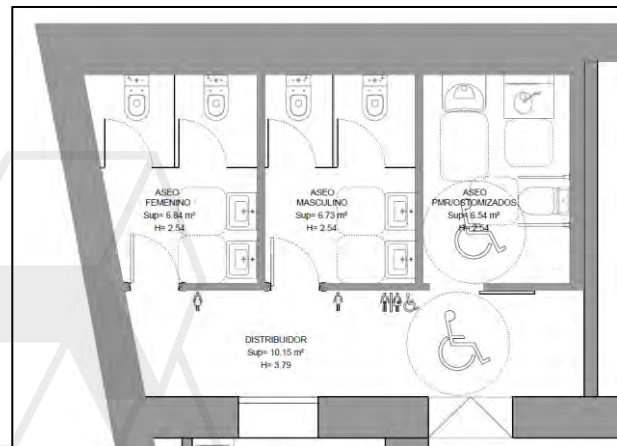 ASEO
FEMENINO
Sup= 6.84 m²
H= 2.54
ASEO
MASCULINO
Sup= 6.73 m²
H= 2.54
ASEO
PMR/OSTOMIZADOS
Sup= 6.54 m²
H= 2.54
DISTRIBUIDOR
Sup= 10.15 m²
H= 3.79